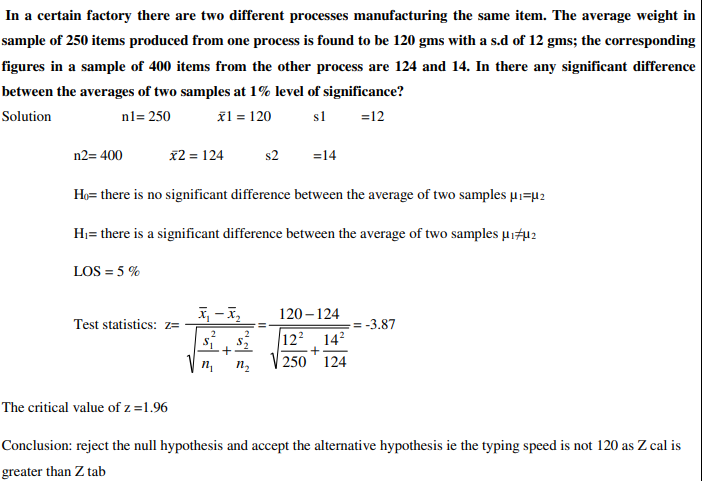 In a certain factory there are two different processes manufacturing the same item. The average weight in
sample of 250 items produced from one process is found to be 120 gms with a s.d of 12 gms; the corresponding
figures in a sample of 400 items from the other process are 124 and 14. In there any significant difference
between the averages of two samples at 1% level of significance?
Solution n1= 250 x̄1 = 120 s1 =12
n2= 400 x̄2 = 124 s2 =14
H₀= there is no significant difference between the average of two samples μ₁=μ₂
H₁= there is a significant difference between the average of two samples μ₁≠μ₂
LOS = 5 %
Test statistics: z= (x̄₁ − x̄₂) / √(s₁²/n₁ + s₂²/n₂) = (120 – 124) / √(12²/250 + 14²/124) = -3.87
The critical value of z =1.96
Conclusion: reject the null hypothesis and accept the alternative hypothesis ie the typing speed is not 120 as Z cal is
greater than Z tab